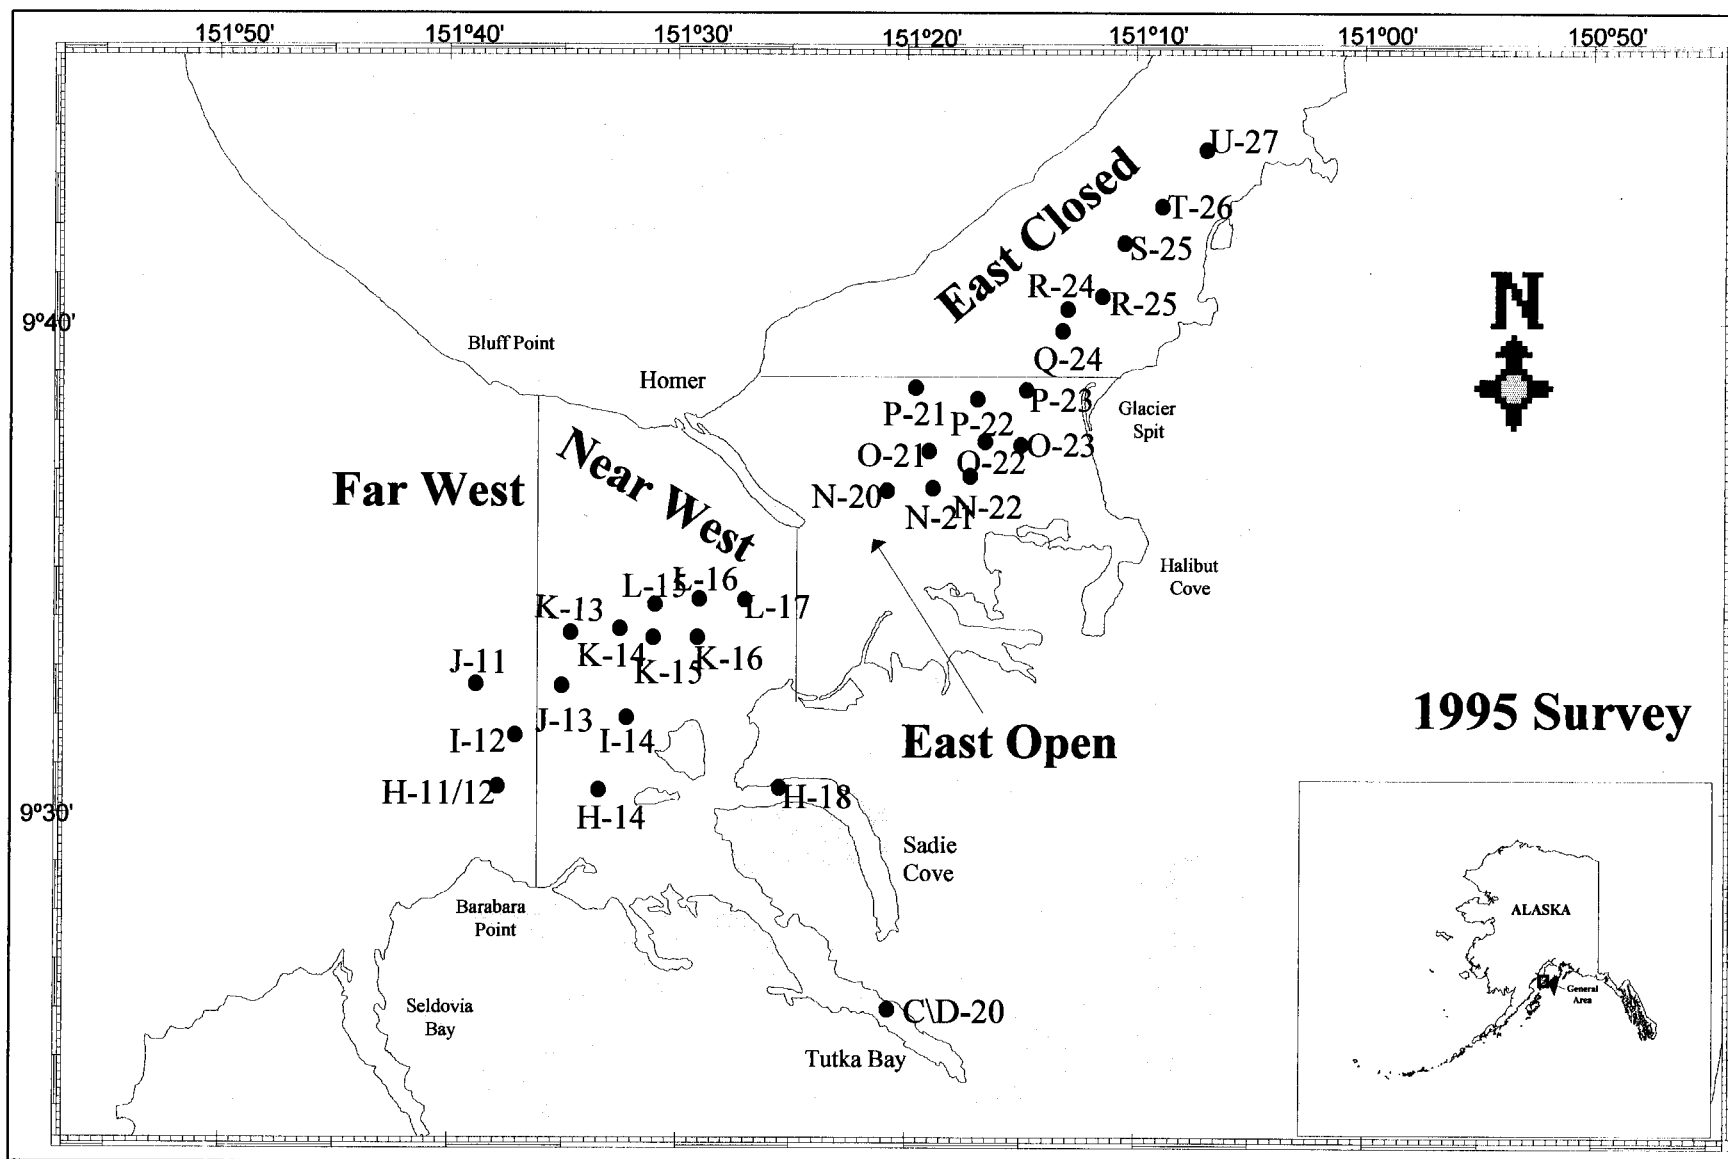 151°50'
151°40'
151°30'
151°20'
151°10'
151°00'
150°50'
U-27
East Closed
T-26
S-25
R-24
R-25
N
9°40'
Bluff Point
Q-24
Homer
P-21
P-22
P-23
Glacier
Spit
Near West
O-21
O-22
O-23
Far West
N-20
N-21
N-22
Halibut
Cove
L-15
L-16
L-17
K-13
K-14
K-15
K-16
J-11
J-13
1995 Survey
I-12
I-14
East Open
H-11/12
H-14
H-18
9°30'
Sadie
Cove
Barabara
Point
ALASKA
General
Area
Seldovia
Bay
C\D-20
Tutka Bay